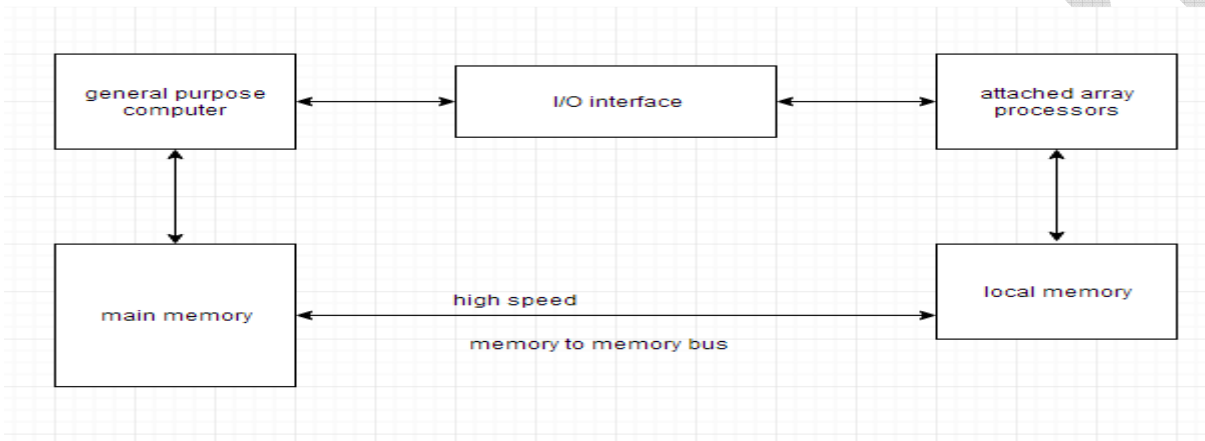 general purpose
computer
I/O interface
attached array
processors
main memory
high speed
memory to memory bus
local memory